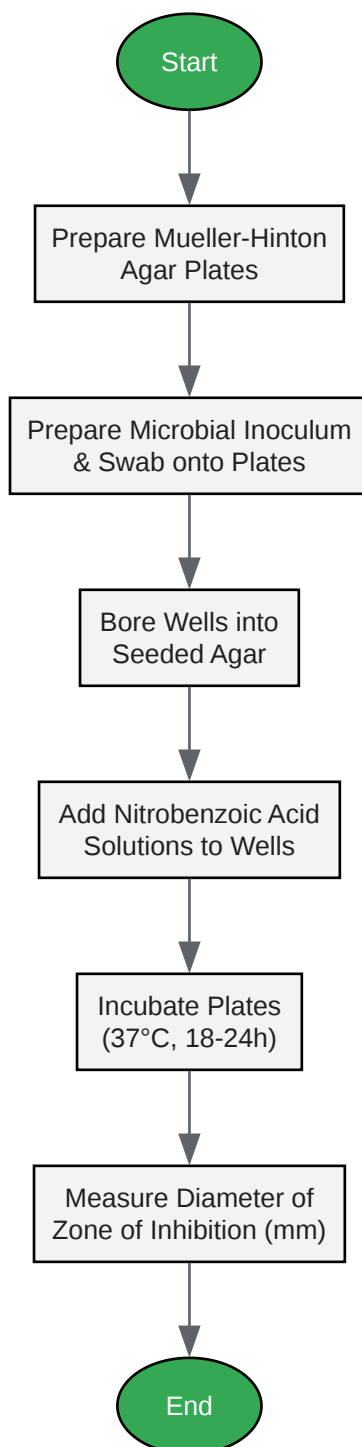 Start
Prepare Mueller-Hinton
Agar Plates
Prepare Microbial Inoculum
& Swab onto Plates
Bore Wells into
Seeded Agar
Add Nitrobenzoic Acid
Solutions to Wells
Incubate Plates
(37°C, 18-24h)
Measure Diameter of
Zone of Inhibition (mm)
End